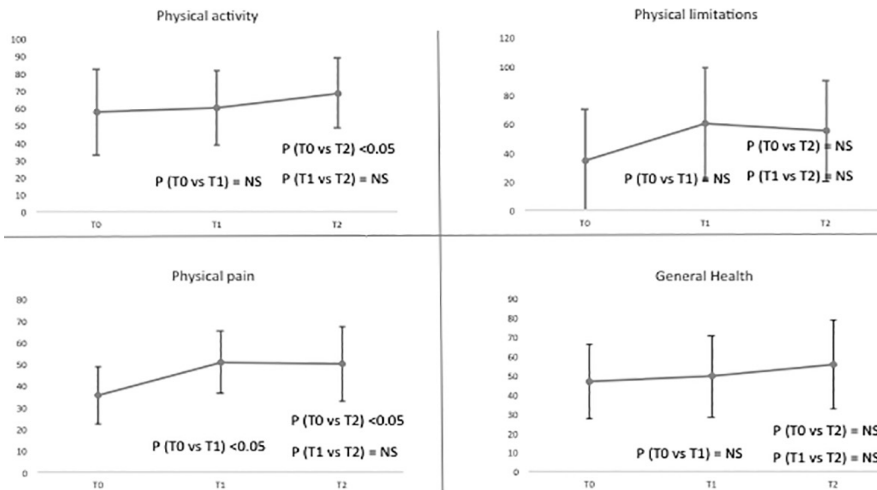 Physical activity
100
90
80
70
60
50
40
30
20
10
0
P (T0 vs T2) <0.05
P (T0 vs T1) = NS
P (T1 vs T2) = NS
T0 T1 T2
Physical limitations
120
100
80
60
40
20
0
P (T0 vs T2) = NS
P (T0 vs T1) = NS
P (T1 vs T2) = NS
T0 T1 T2
Physical pain
80
70
60
50
40
30
20
10
0
P (T0 vs T2) <0.05
P (T0 vs T1) <0.05
P (T1 vs T2) = NS
T0 T1 T2
General Health
90
80
70
60
50
40
30
20
10
0
P (T0 vs T2) = NS
P (T0 vs T1) = NS
P (T1 vs T2) = NS
T0 T1 T2